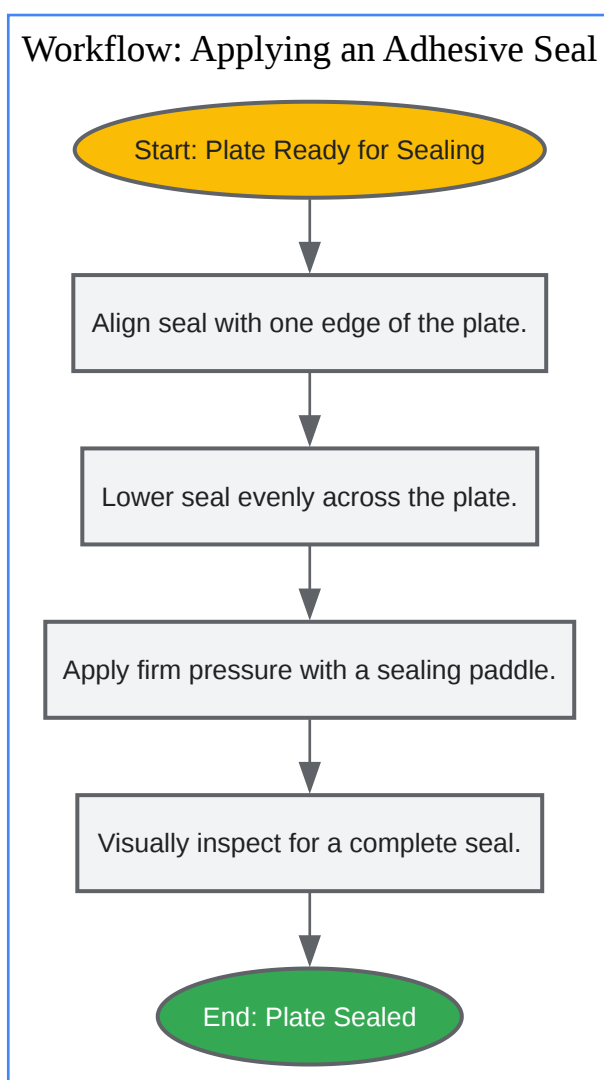 Workflow: Applying an Adhesive Seal
Start: Plate Ready for Sealing
Align seal with one edge of the plate.
Lower seal evenly across the plate.
Apply firm pressure with a sealing paddle.
Visually inspect for a complete seal.
End: Plate Sealed